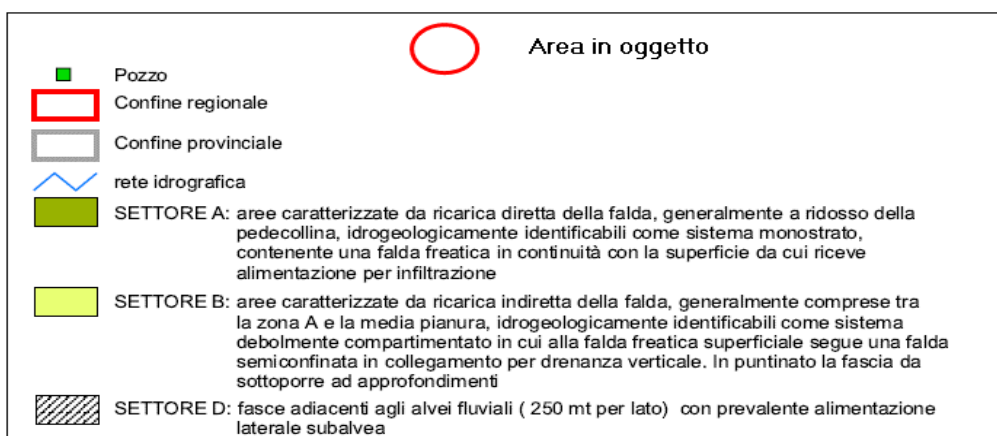 Area in oggetto
Pozzo
Confine regionale
Confine provinciale
rete idrografica
SETTORE A: aree caratterizzate da ricarica diretta della falda, generalmente a ridosso della
pedecollina, idrogeologicamente identificabili come sistema monostrato,
contenente una falda freatica in continuità con la superficie da cui riceve
alimentazione per infiltrazione
SETTORE B: aree caratterizzate da ricarica indiretta della falda, generalmente comprese tra
la zona A e la media pianura, idrogeologicamente identificabili come sistema
debolmente compartimentato in cui alla falda freatica superficiale segue una falda
semiconfinata in collegamento per drenanza verticale. In puntinato la fascia da
sottoporre ad approfondimenti
SETTORE D: fasce adiacenti agli alvei fluviali ( 250 mt per lato) con prevalente alimentazione
laterale subalvea